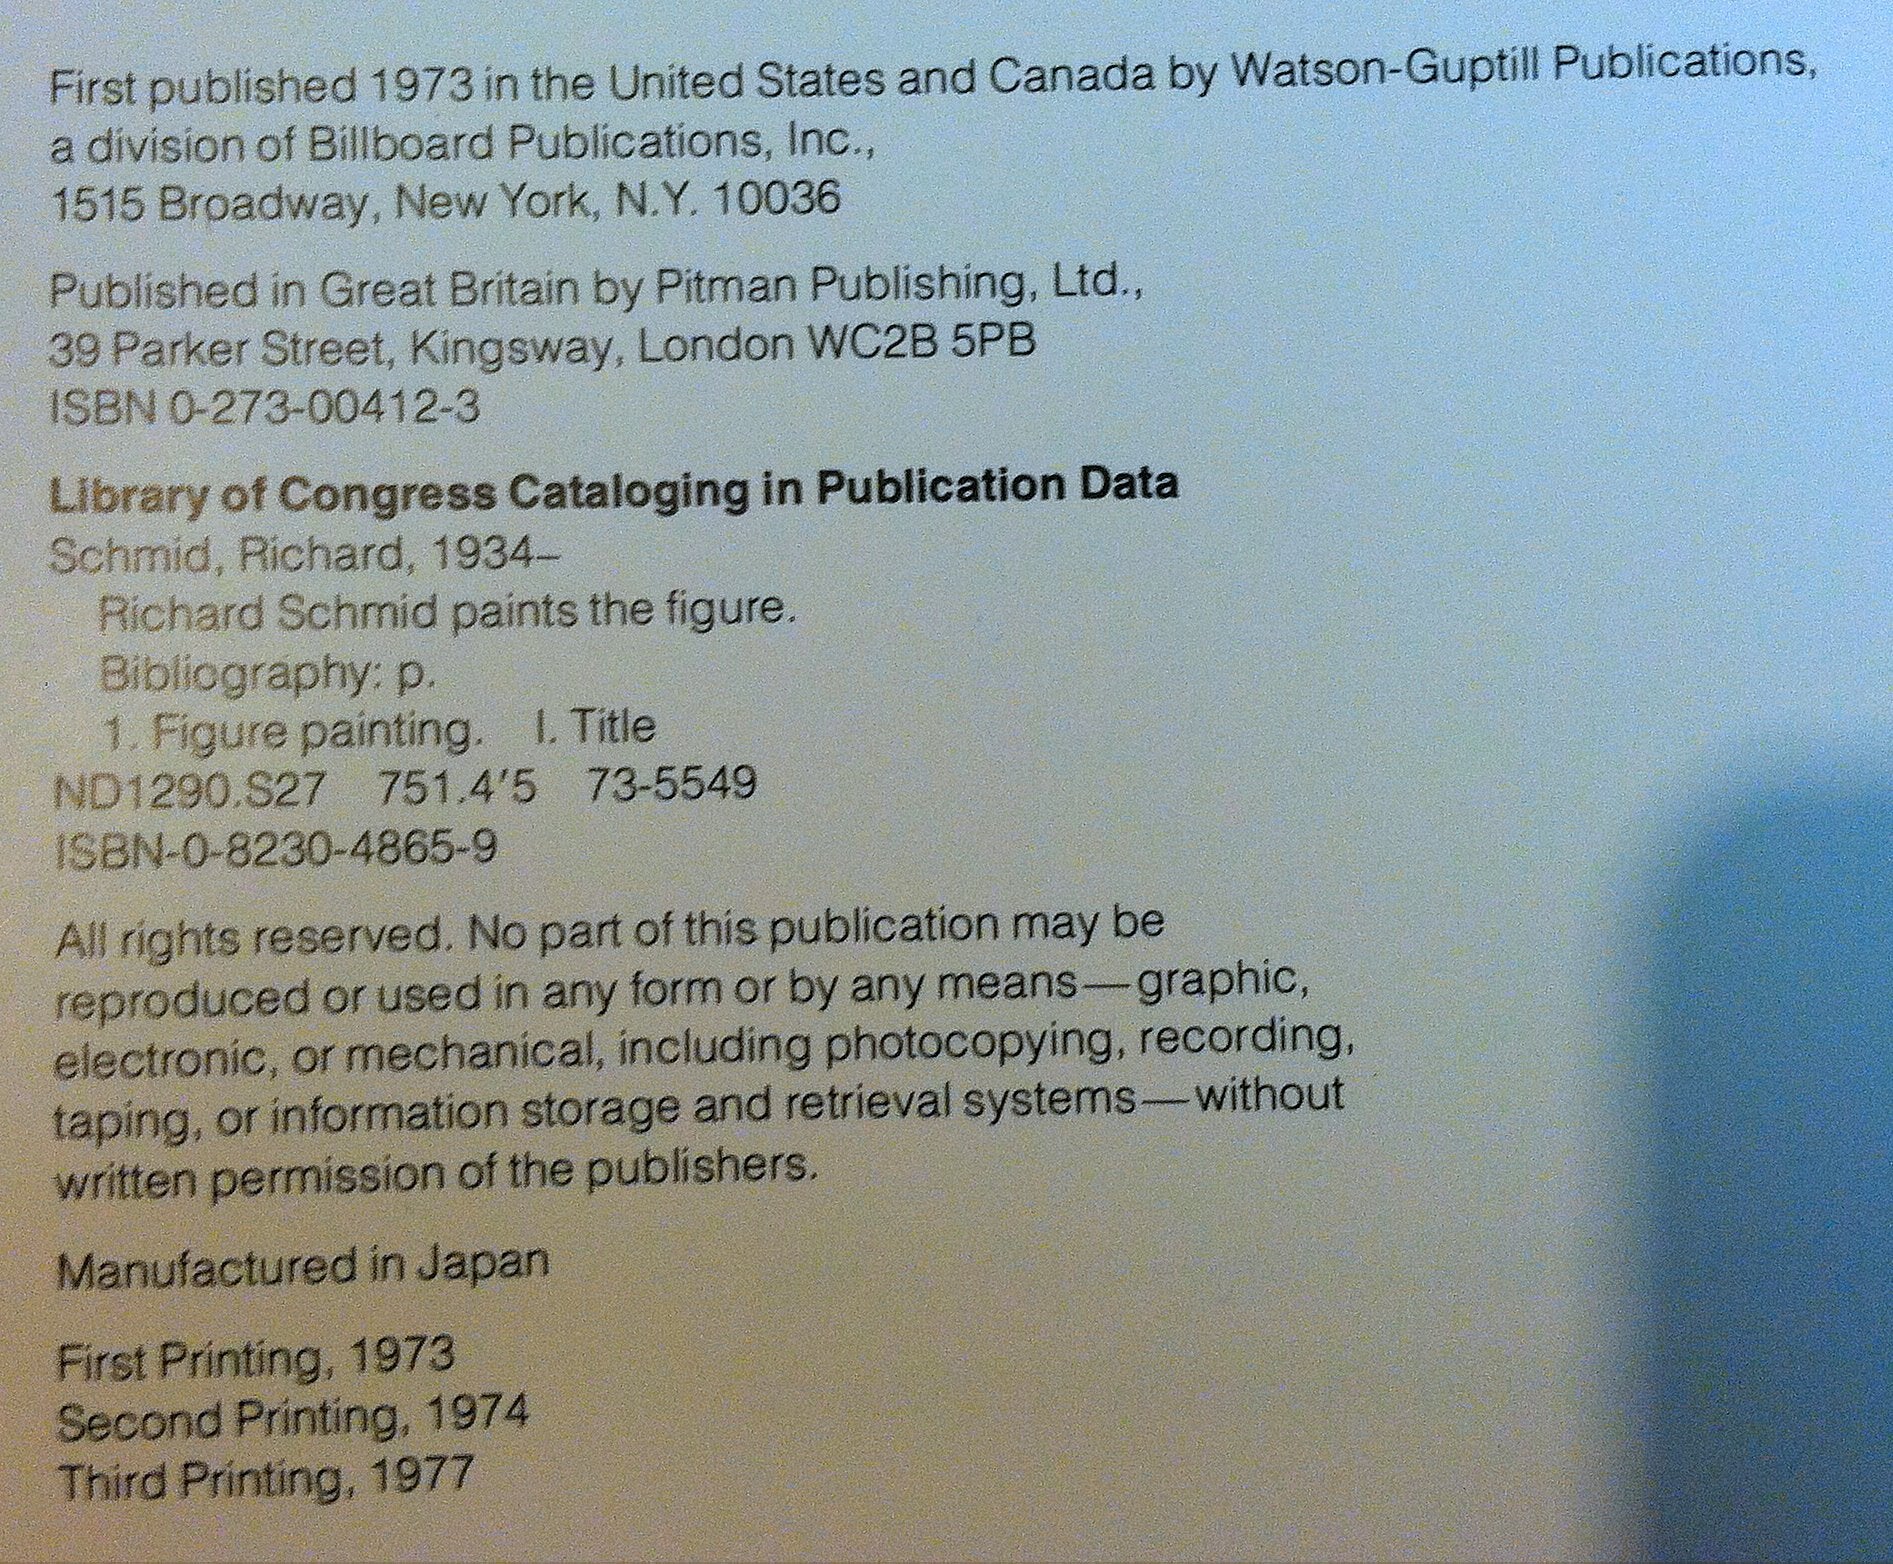 First published 1973 in the United States and Canada by Watson-Guptill Publications,
a division of Billboard Publications, Inc.,
1515 Broadway, New York, N.Y. 10036
Published in Great Britain by Pitman Publishing, Ltd.,
39 Parker Street, Kingsway, London WC2B 5PB
ISBN 0-273-00412-3
Library of Congress Cataloging in Publication Data
Schmid, Richard, 1934–
Richard Schmid paints the figure.
Bibliography: p.
1. Figure painting. I. Title
ND1290.S27 751.4'5 73-5549
ISBN-0-8230-4865-9
All rights reserved. No part of this publication may be
reproduced or used in any form or by any means—graphic,
electronic, or mechanical, including photocopying, recording,
taping, or information storage and retrieval systems—without
written permission of the publishers.
Manufactured in Japan
First Printing, 1973
Second Printing, 1974
Third Printing, 1977